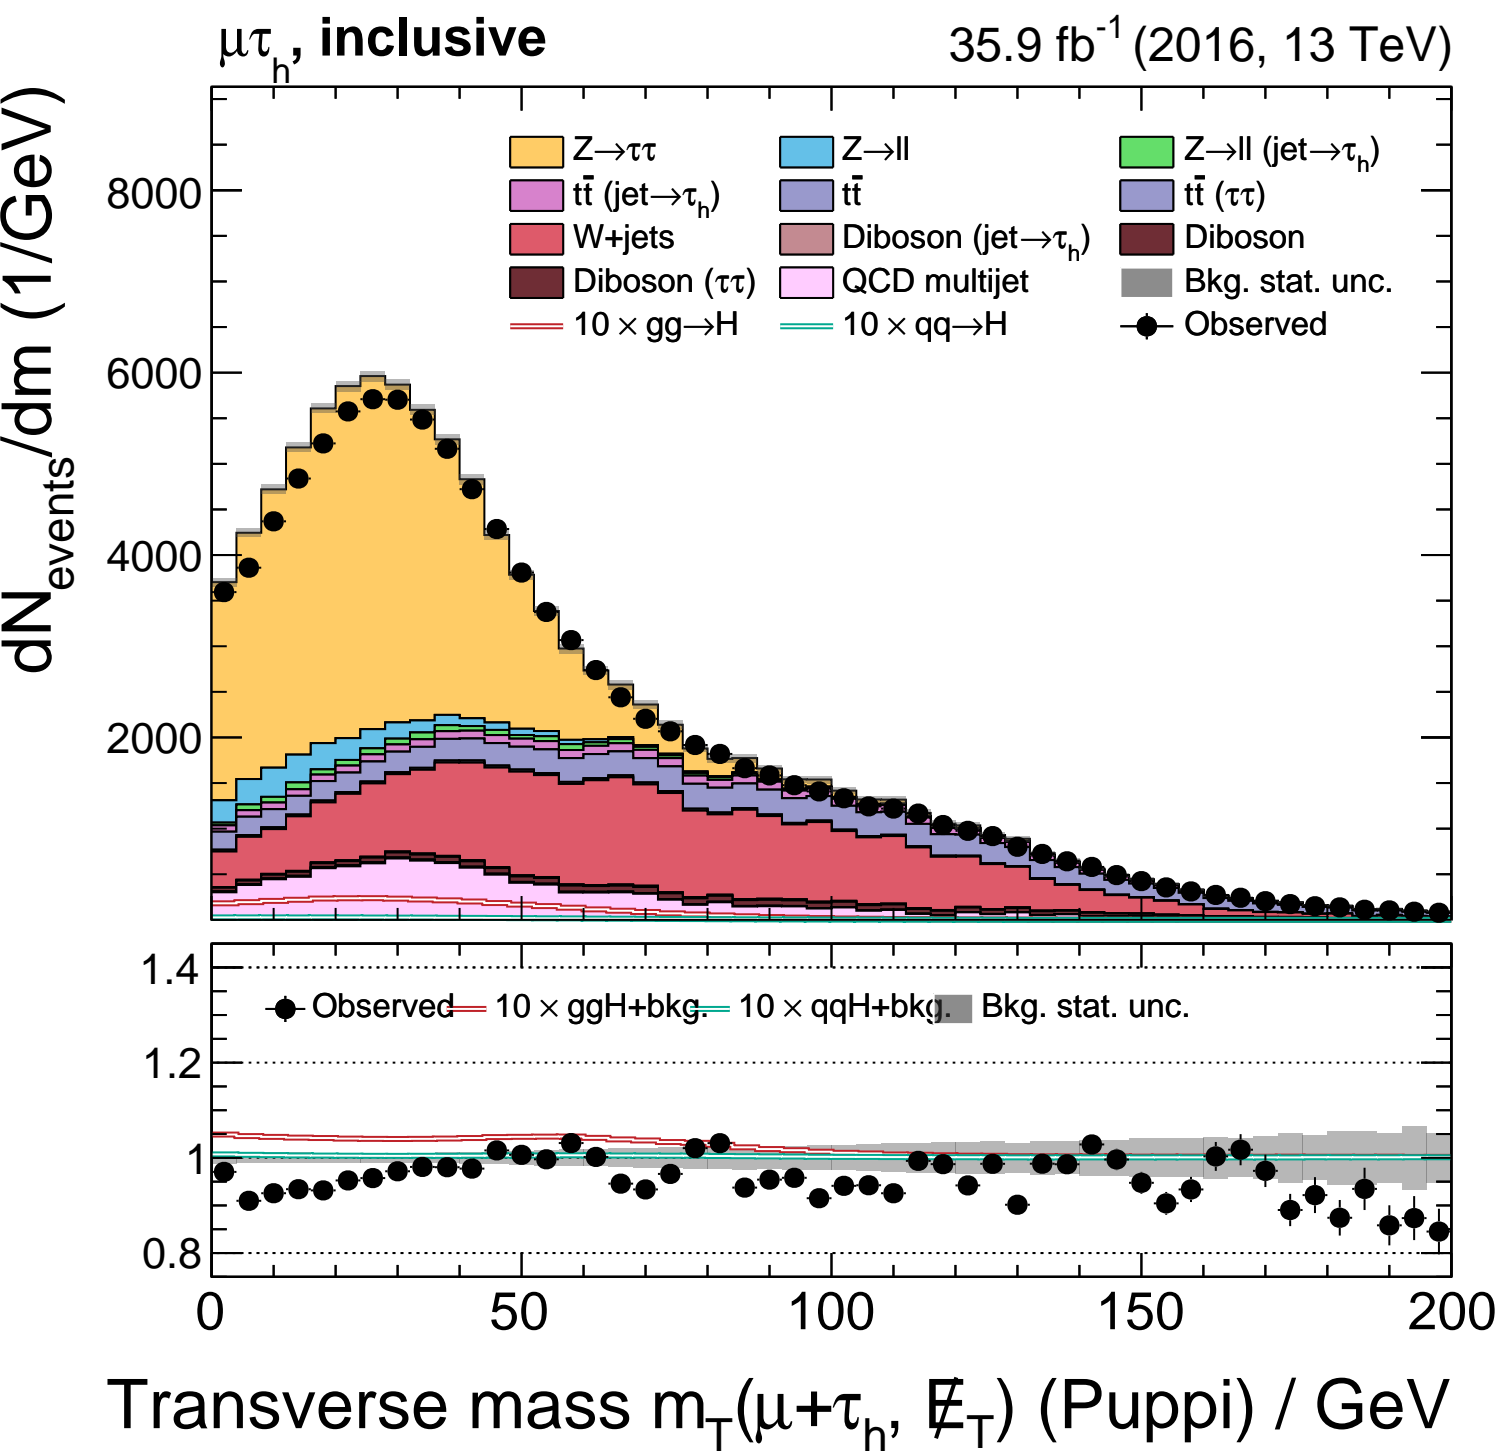 μτh, inclusive
35.9 fb-1 (2016, 13 TeV)
dNevents/dm (1/GeV)
8000
6000
4000
2000
Z→ττ
Z→ll
Z→ll (jet→τh)
tt̄ (jet→τh)
tt̄
tt̄ (ττ)
W+jets
Diboson (jet→τh)
Diboson
Diboson (ττ)
QCD multijet
Bkg. stat. unc.
10 × gg→H
10 × qq→H
Observed
1.4
1.2
1
0.8
Observed
10 × ggH+bkg.
10 × qqH+bkg.
Bkg. stat. unc.
0
50
100
150
200
Transverse mass mT(μ+τh, E̸T) (Puppi) / GeV